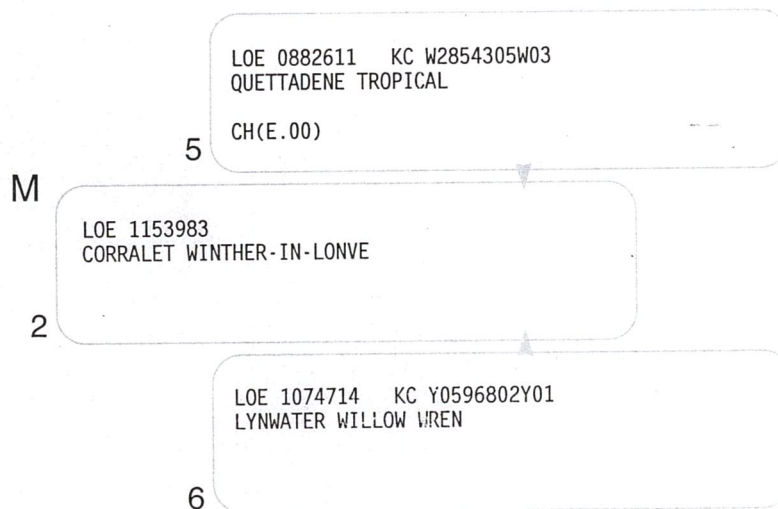 LOE 0882611 KC W2854305W03
QUETTADENE TROPICAL
CH(E.00)
5
M
LOE 1153983
CORRALET WINTHER-IN-LONVE
2
LOE 1074714 KC Y0596802Y01
LYNWATER WILLOW WREN
6